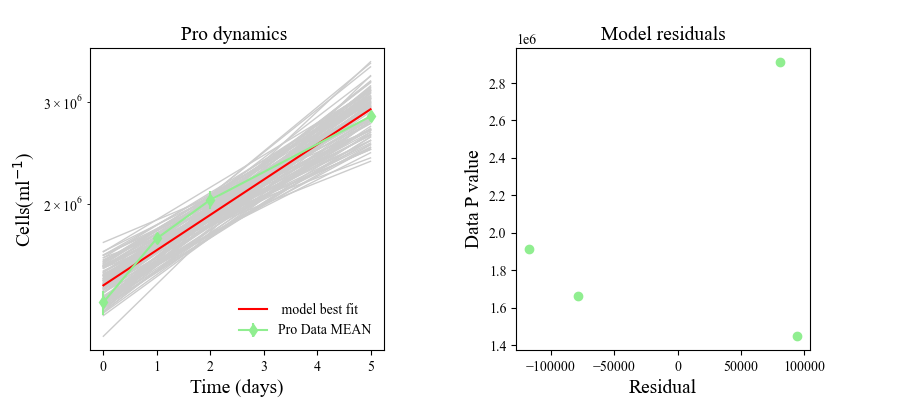 Pro dynamics
3 × 10⁶
2 × 10⁶
Cells(ml⁻¹)
model best fit
Pro Data MEAN
0 1 2 3 4 5
Time (days)
Model residuals
1e6
2.8
2.6
2.4
2.2
2.0
1.8
1.6
1.4
Data P value
−100000 −50000 0 50000 100000
Residual